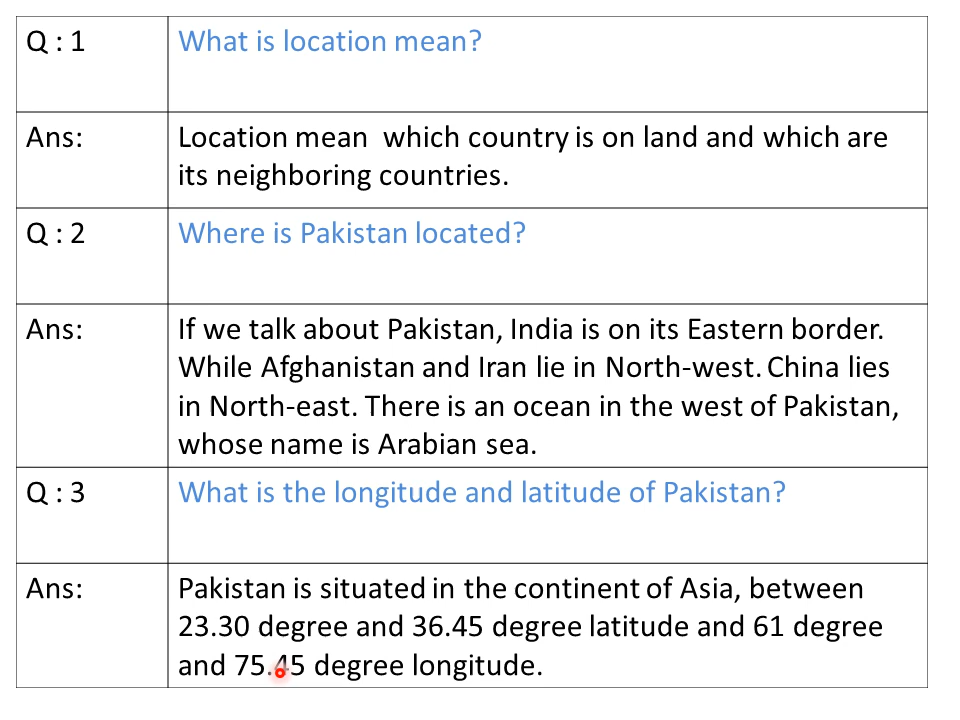 Q : 1
What is location mean?
Ans:
Location mean  which country is on land and which are
its neighboring countries.
Q : 2
Where is Pakistan located?
Ans:
If we talk about Pakistan, India is on its Eastern border.
While Afghanistan and Iran lie in North-west. China lies
in North-east. There is an ocean in the west of Pakistan,
whose name is Arabian sea.
Q : 3
What is the longitude and latitude of Pakistan?
Ans:
Pakistan is situated in the continent of Asia, between
23.30 degree and 36.45 degree latitude and 61 degree
and 75.45 degree longitude.